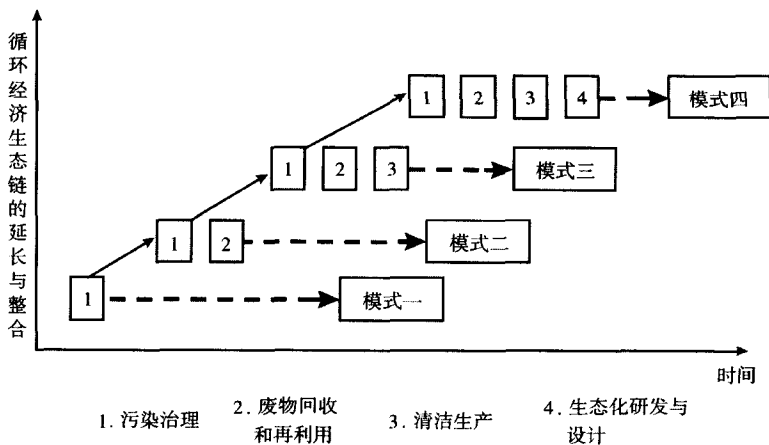 循环经济生态链的延长与整合
1 2 3 4 模式四
1 2 3 模式三
1 2 模式二
1 模式一
时间
1. 污染治理 2. 废物回收和再利用 3. 清洁生产 4. 生态化研发与设计